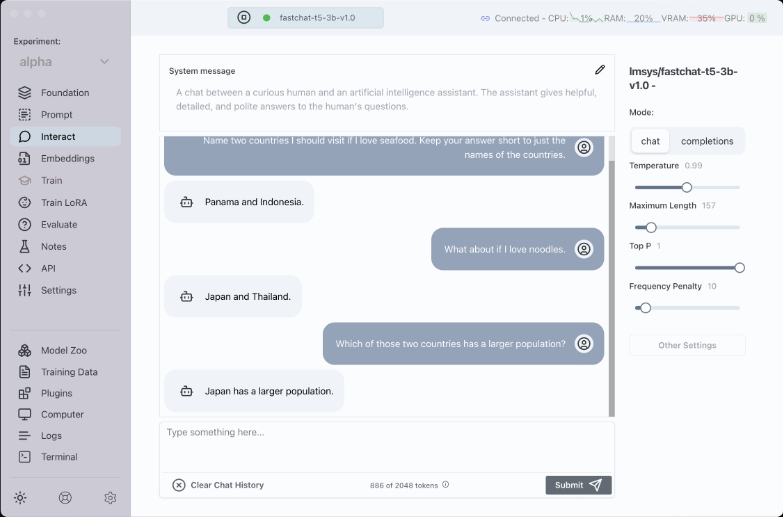 fastchat-t5-3b-v1.0
Connected - CPU: 1% RAM: 20% VRAM: 35% GPU: 0 %
Experiment:
alpha
Foundation
Prompt
Interact
Embeddings
Train
Train LoRA
Evaluate
Notes
API
Settings
Model Zoo
Training Data
Plugins
Computer
Logs
Terminal
System message
A chat between a curious human and an artificial intelligence assistant. The assistant gives helpful,
detailed, and polite answers to the human's questions.
Name two countries I should visit if I love seafood. Keep your answer short to just the
names of the countries.
Panama and Indonesia.
What about if I love noodles.
Japan and Thailand.
Which of those two countries has a larger population?
Japan has a larger population.
Type something here...
Clear Chat History
886 of 2048 tokens
Submit
lmsys/fastchat-t5-3b-
v1.0 -
Mode:
chat completions
Temperature 0.99
Maximum Length 157
Top P 1
Frequency Penalty 10
Other Settings